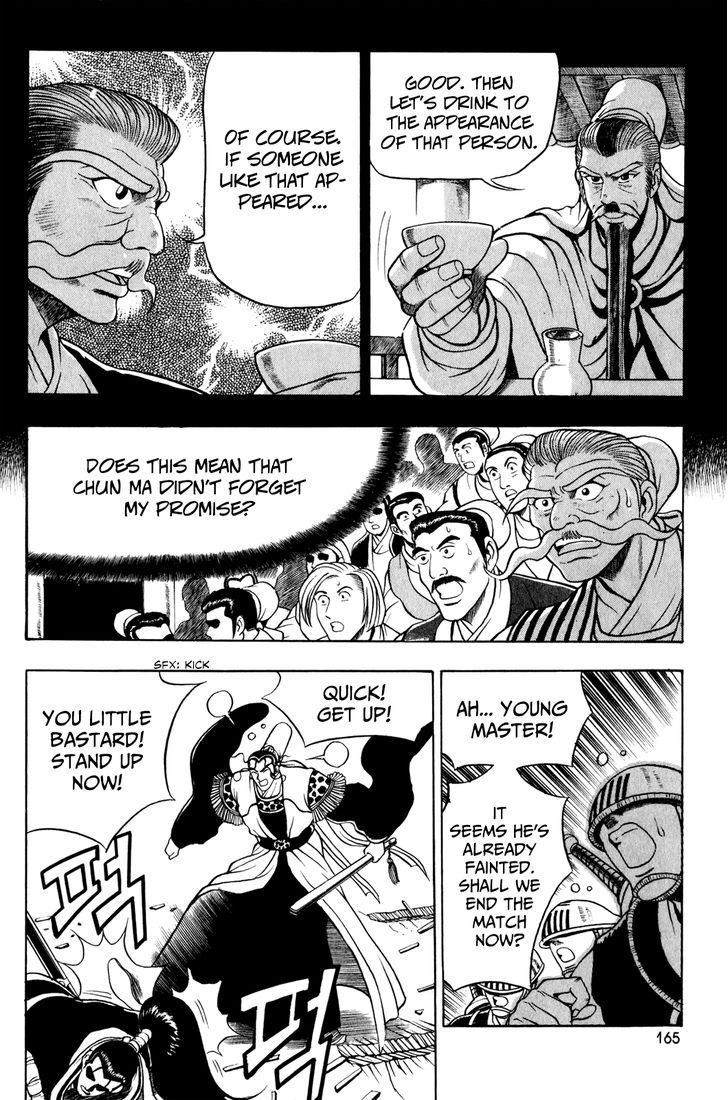 GOOD. THEN
LET'S DRINK TO
THE APPEARANCE
OF THAT PERSON.
OF COURSE.
IF SOMEONE
LIKE THAT AP-
PEARED...
DOES THIS MEAN THAT
CHUN MA DIDN'T FORGET
MY PROMISE?
AH... YOUNG
MASTER!
IT
SEEMS HE'S
ALREADY
FAINTED.
SHALL WE
END THE
MATCH
NOW?
SFX: KICK
QUICK!
GET UP!
YOU LITTLE
BASTARD!
STAND UP
NOW!
퍽
퍽
165